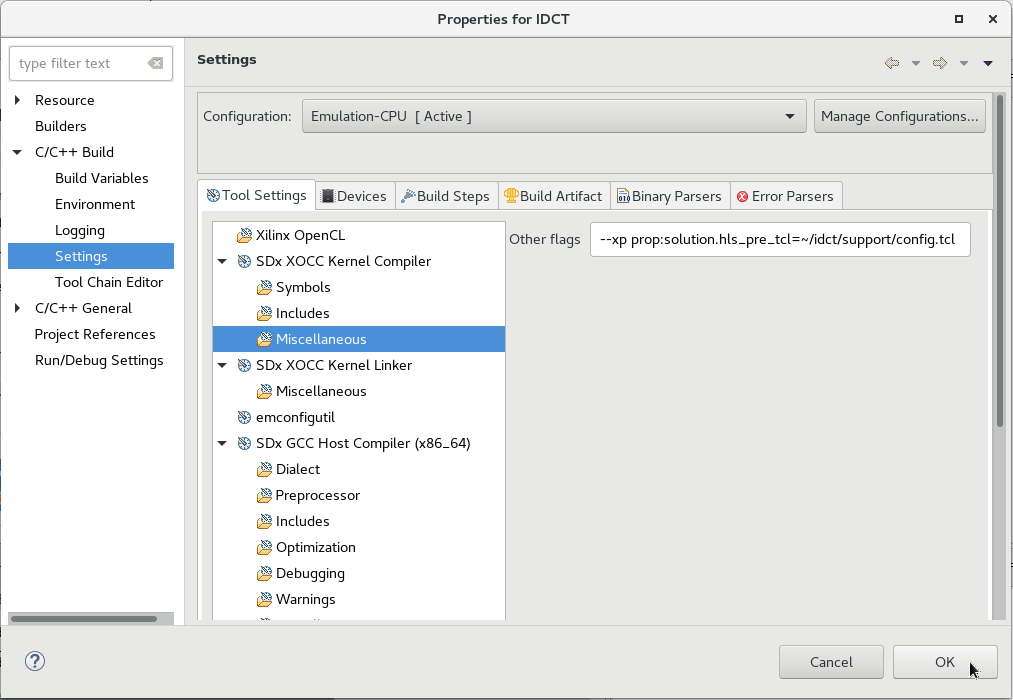 Properties for IDCT
type filter text
Resource
Builders
C/C++ Build
Build Variables
Environment
Logging
Settings
Tool Chain Editor
C/C++ General
Project References
Run/Debug Settings
Settings
Configuration:
Emulation-CPU [ Active ]
Manage Configurations...
Tool Settings
Devices
Build Steps
Build Artifact
Binary Parsers
Error Parsers
Xilinx OpenCL
SDx XOCC Kernel Compiler
Symbols
Includes
Miscellaneous
SDx XOCC Kernel Linker
Miscellaneous
emconfigutil
SDx GCC Host Compiler (x86_64)
Dialect
Preprocessor
Includes
Optimization
Debugging
Warnings
Other flags
--xp prop:solution.hls_pre_tcl=~/idct/support/config.tcl
?
Cancel
OK